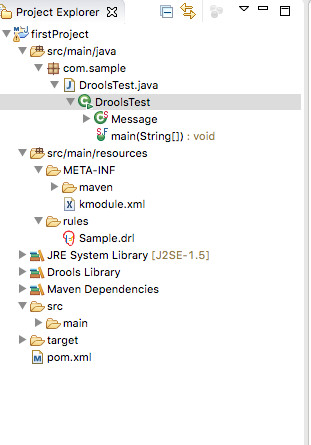 Project Explorer
firstProject
src/main/java
com.sample
DroolsTest.java
DroolsTest
Message
main(String[]) : void
src/main/resources
META-INF
maven
kmodule.xml
rules
Sample.drl
JRE System Library [J2SE-1.5]
Drools Library
Maven Dependencies
src
main
target
pom.xml